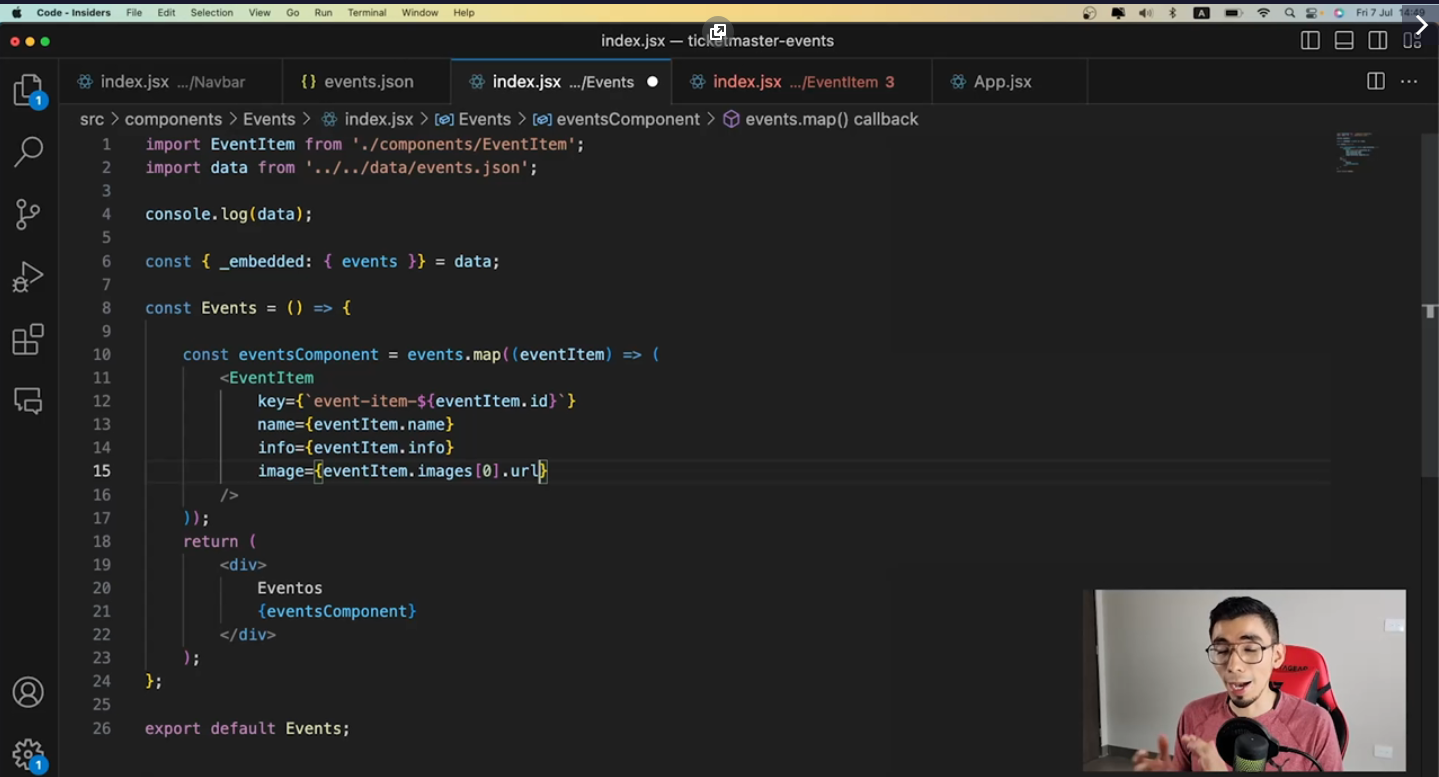 Code - Insiders File Edit Selection View Go Run Terminal Window Help A Fri 7 Jul 14:49
index.jsx — ticketmaster-events
index.jsx .../Navbar {} events.json index.jsx .../Events index.jsx .../EventItem 3 App.jsx
1
src > components > Events > index.jsx > Events > eventsComponent > events.map() callback
1 import EventItem from './components/EventItem';
2 import data from '../../data/events.json';
3
4 console.log(data);
5
6 const { _embedded: { events }} = data;
7
8 const Events = () => {
9
10 const eventsComponent = events.map((eventItem) => (
11 <EventItem
12 key={`event-item-${eventItem.id}`}
13 name={eventItem.name}
14 info={eventItem.info}
15 image={eventItem.images[0].url}
16 />
17 ));
18 return (
19 <div>
20 Eventos
21 {eventsComponent}
22 </div>
23 );
24 };
25
26 export default Events;
1